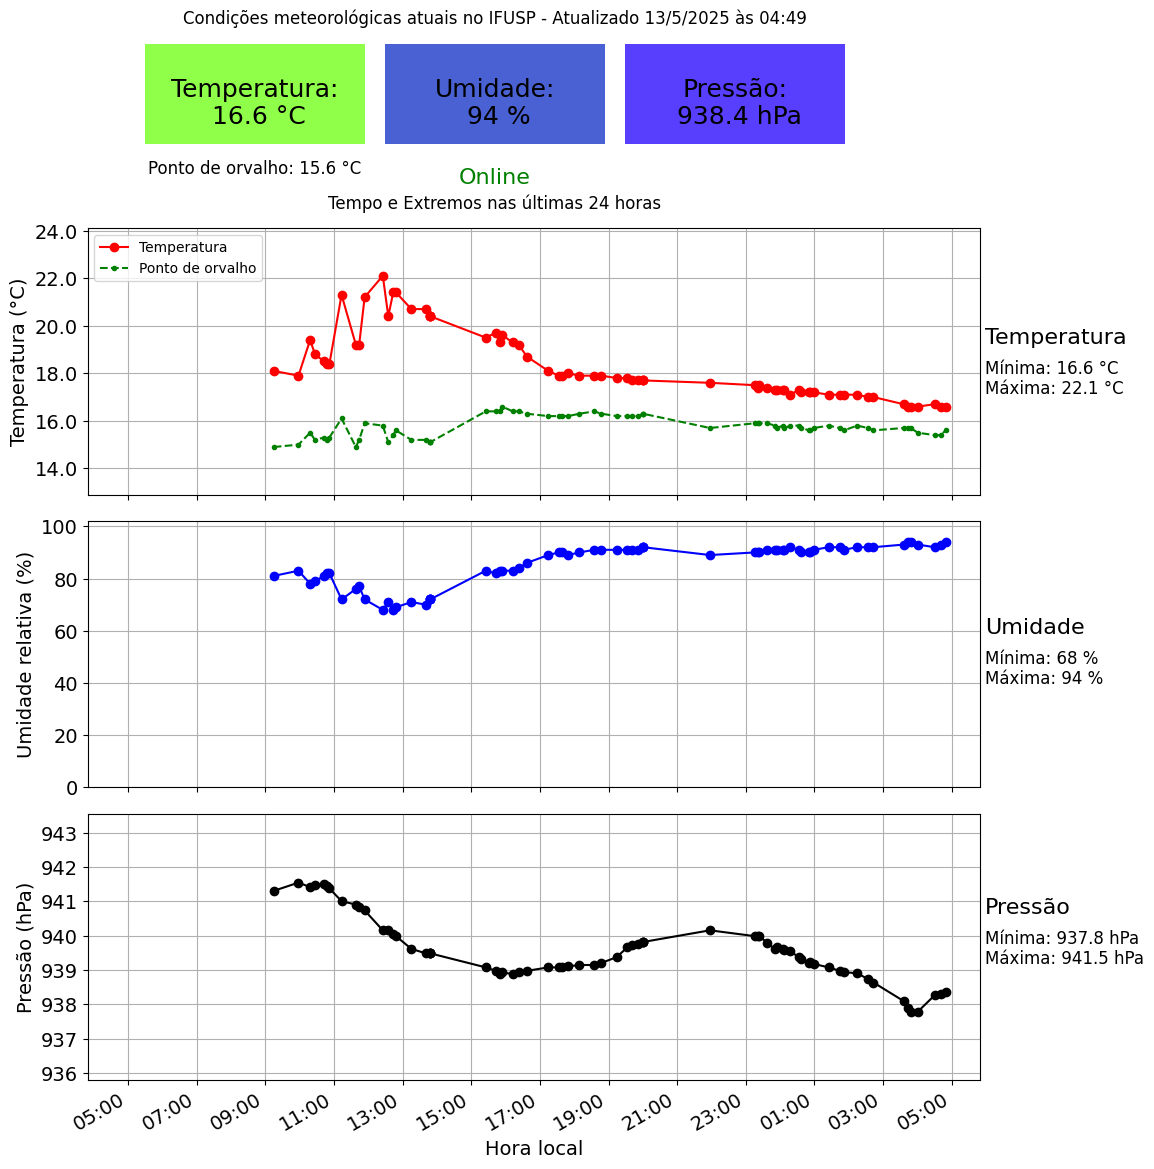 Condições meteorológicas atuais no IFUSP - Atualizado 13/5/2025 às 04:49
Temperatura:
16.6 °C
Umidade:
94 %
Pressão:
938.4 hPa
Ponto de orvalho: 15.6 °C
Online
Tempo e Extremos nas últimas 24 horas
Temperatura (°C)
24.0
22.0
20.0
18.0
16.0
14.0
Temperatura
Ponto de orvalho
Temperatura
Mínima: 16.6 °C
Máxima: 22.1 °C
Umidade relativa (%)
100
80
60
40
20
0
Umidade
Mínima: 68 %
Máxima: 94 %
Pressão (hPa)
943
942
941
940
939
938
937
936
Pressão
Mínima: 937.8 hPa
Máxima: 941.5 hPa
05:00
07:00
09:00
11:00
13:00
15:00
17:00
19:00
21:00
23:00
01:00
03:00
05:00
Hora local